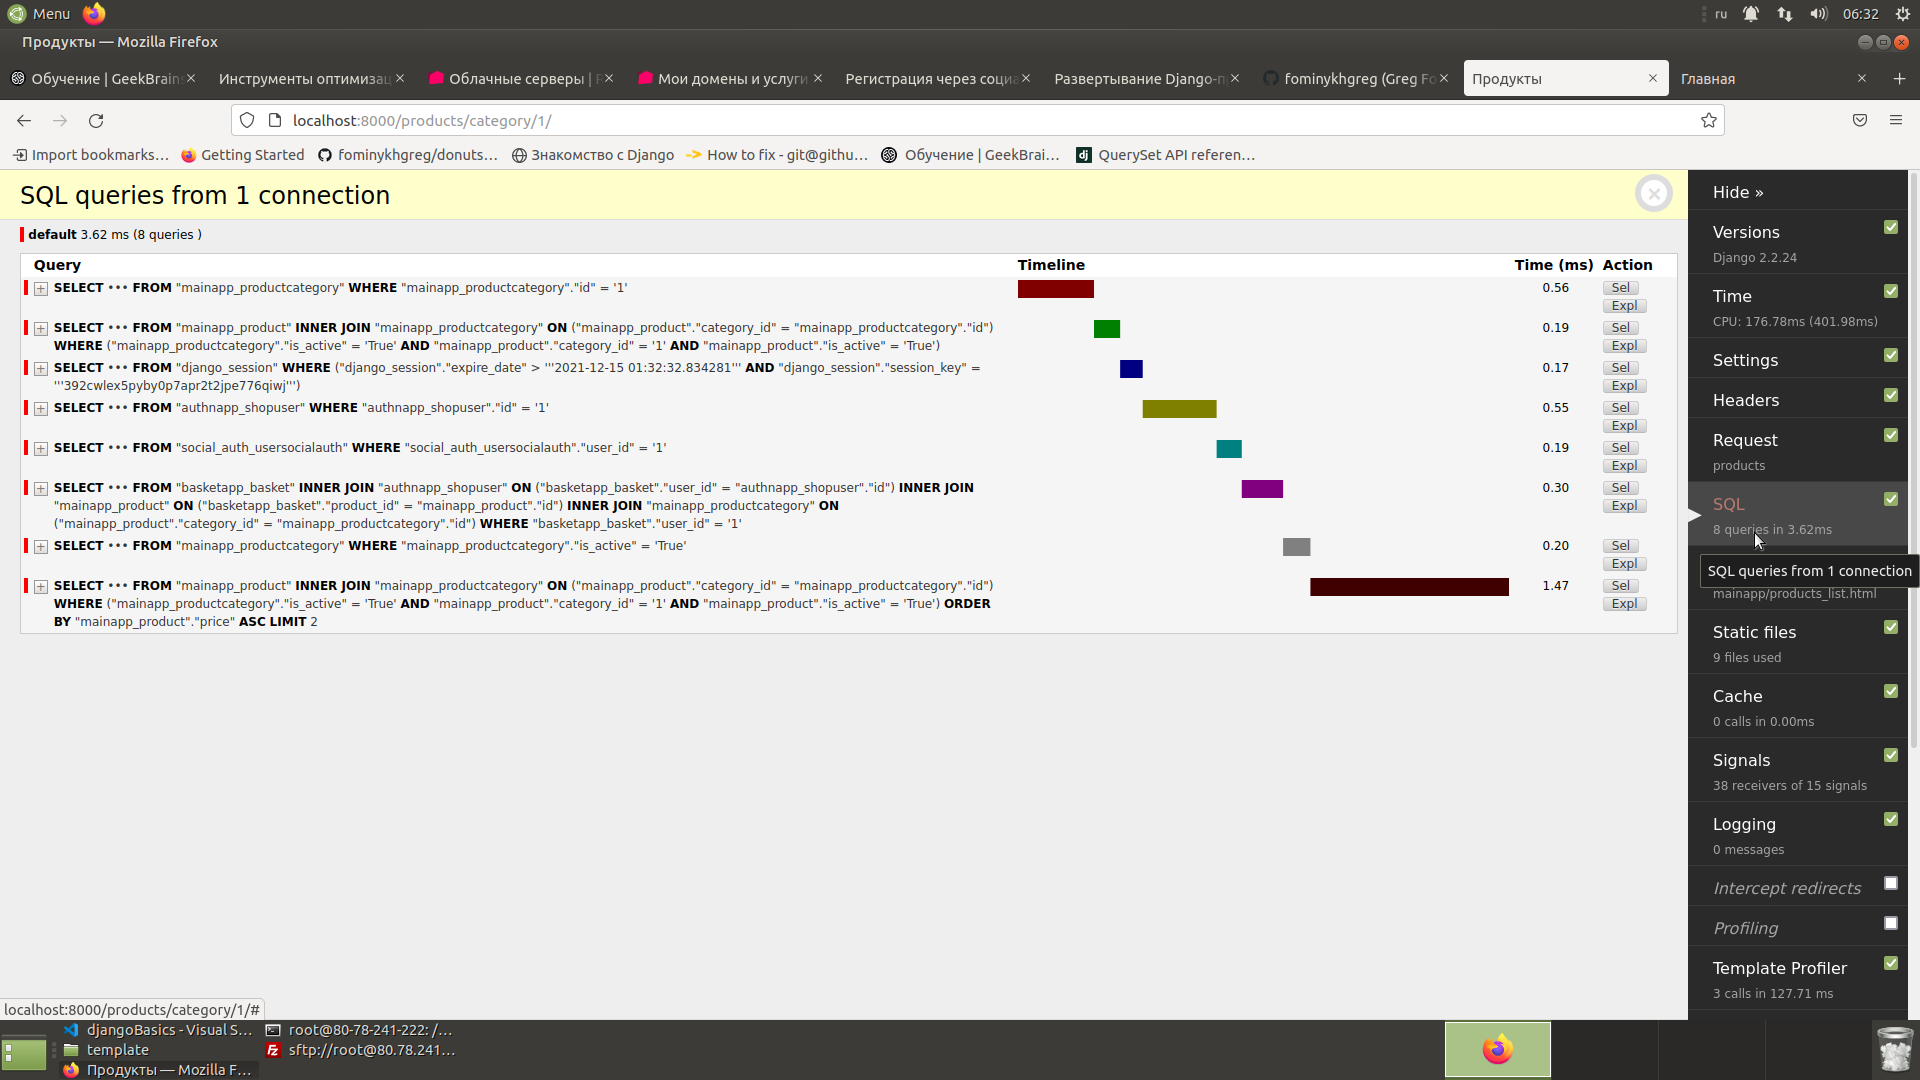 Menu
ru
06:32
Продукты — Mozilla Firefox
Обучение | GeekBrain
Инструменты оптимизац
Облачные серверы |
Мои домены и услуги
Регистрация через соци
Развертывание Django-п
fominykhgreg (Greg Fo
Продукты
Главная
localhost:8000/products/category/1/
Import bookmarks…
Getting Started
fominykhgreg/donuts…
Знакомство с Django
How to fix - git@githu…
Обучение | GeekBrai…
dj
QuerySet API referen…
SQL queries from 1 connection
default 3.62 ms (8 queries )
Query Timeline Time (ms) Action
SELECT ••• FROM "mainapp_productcategory" WHERE "mainapp_productcategory"."id" = '1'
0.56
Sel
Expl
SELECT ••• FROM "mainapp_product" INNER JOIN "mainapp_productcategory" ON ("mainapp_product"."category_id" = "mainapp_productcategory"."id")
WHERE ("mainapp_productcategory"."is_active" = 'True' AND "mainapp_product"."category_id" = '1' AND "mainapp_product"."is_active" = 'True')
0.19
Sel
Expl
SELECT ••• FROM "django_session" WHERE ("django_session"."expire_date" > '''2021-12-15 01:32:32.834281''' AND "django_session"."session_key" =
'''392cwlex5pyby0p7apr2t2jpe776qiwj''')
0.17
Sel
Expl
SELECT ••• FROM "authnapp_shopuser" WHERE "authnapp_shopuser"."id" = '1'
0.55
Sel
Expl
SELECT ••• FROM "social_auth_usersocialauth" WHERE "social_auth_usersocialauth"."user_id" = '1'
0.19
Sel
Expl
SELECT ••• FROM "basketapp_basket" INNER JOIN "authnapp_shopuser" ON ("basketapp_basket"."user_id" = "authnapp_shopuser"."id") INNER JOIN
"mainapp_product" ON ("basketapp_basket"."product_id" = "mainapp_product"."id") INNER JOIN "mainapp_productcategory" ON
("mainapp_product"."category_id" = "mainapp_productcategory"."id") WHERE "basketapp_basket"."user_id" = '1'
0.30
Sel
Expl
SELECT ••• FROM "mainapp_productcategory" WHERE "mainapp_productcategory"."is_active" = 'True'
0.20
Sel
Expl
SELECT ••• FROM "mainapp_product" INNER JOIN "mainapp_productcategory" ON ("mainapp_product"."category_id" = "mainapp_productcategory"."id")
WHERE ("mainapp_productcategory"."is_active" = 'True' AND "mainapp_product"."category_id" = '1' AND "mainapp_product"."is_active" = 'True') ORDER
BY "mainapp_product"."price" ASC LIMIT 2
1.47
Sel
Expl
Hide »
Versions
Django 2.2.24
Time
CPU: 176.78ms (401.98ms)
Settings
Headers
Request
products
SQL
8 queries in 3.62ms
SQL queries from 1 connection
mainapp/products_list.html
Static files
9 files used
Cache
0 calls in 0.00ms
Signals
38 receivers of 15 signals
Logging
0 messages
Intercept redirects
Profiling
Template Profiler
3 calls in 127.71 ms
localhost:8000/products/category/1/#
djangoBasics - Visual S…
template
Продукты — Mozilla F…
root@80-78-241-222: /…
sftp://root@80.78.241…